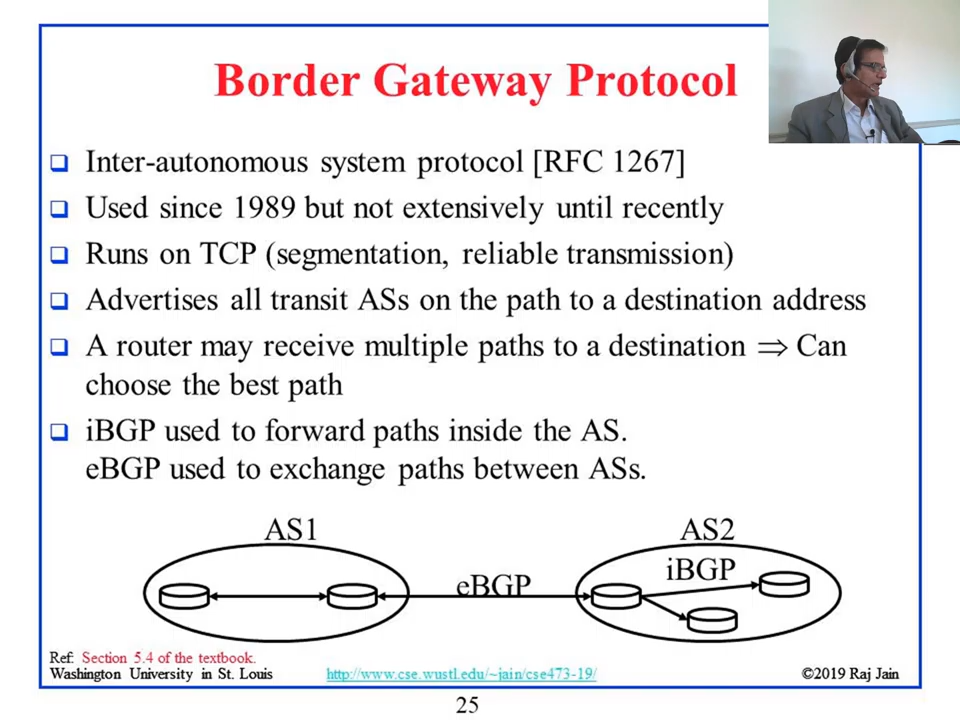 Border Gateway Protocol
Inter-autonomous system protocol [RFC 1267]
Used since 1989 but not extensively until recently
Runs on TCP (segmentation, reliable transmission)
Advertises all transit ASs on the path to a destination address
A router may receive multiple paths to a destination ⇒ Can
choose the best path
iBGP used to forward paths inside the AS.
eBGP used to exchange paths between ASs.
AS1
AS2
iBGP
eBGP
Ref: Section 5.4 of the textbook.
Washington University in St. Louis http://www.cse.wustl.edu/~jain/cse473-19/ ©2019 Raj Jain
25